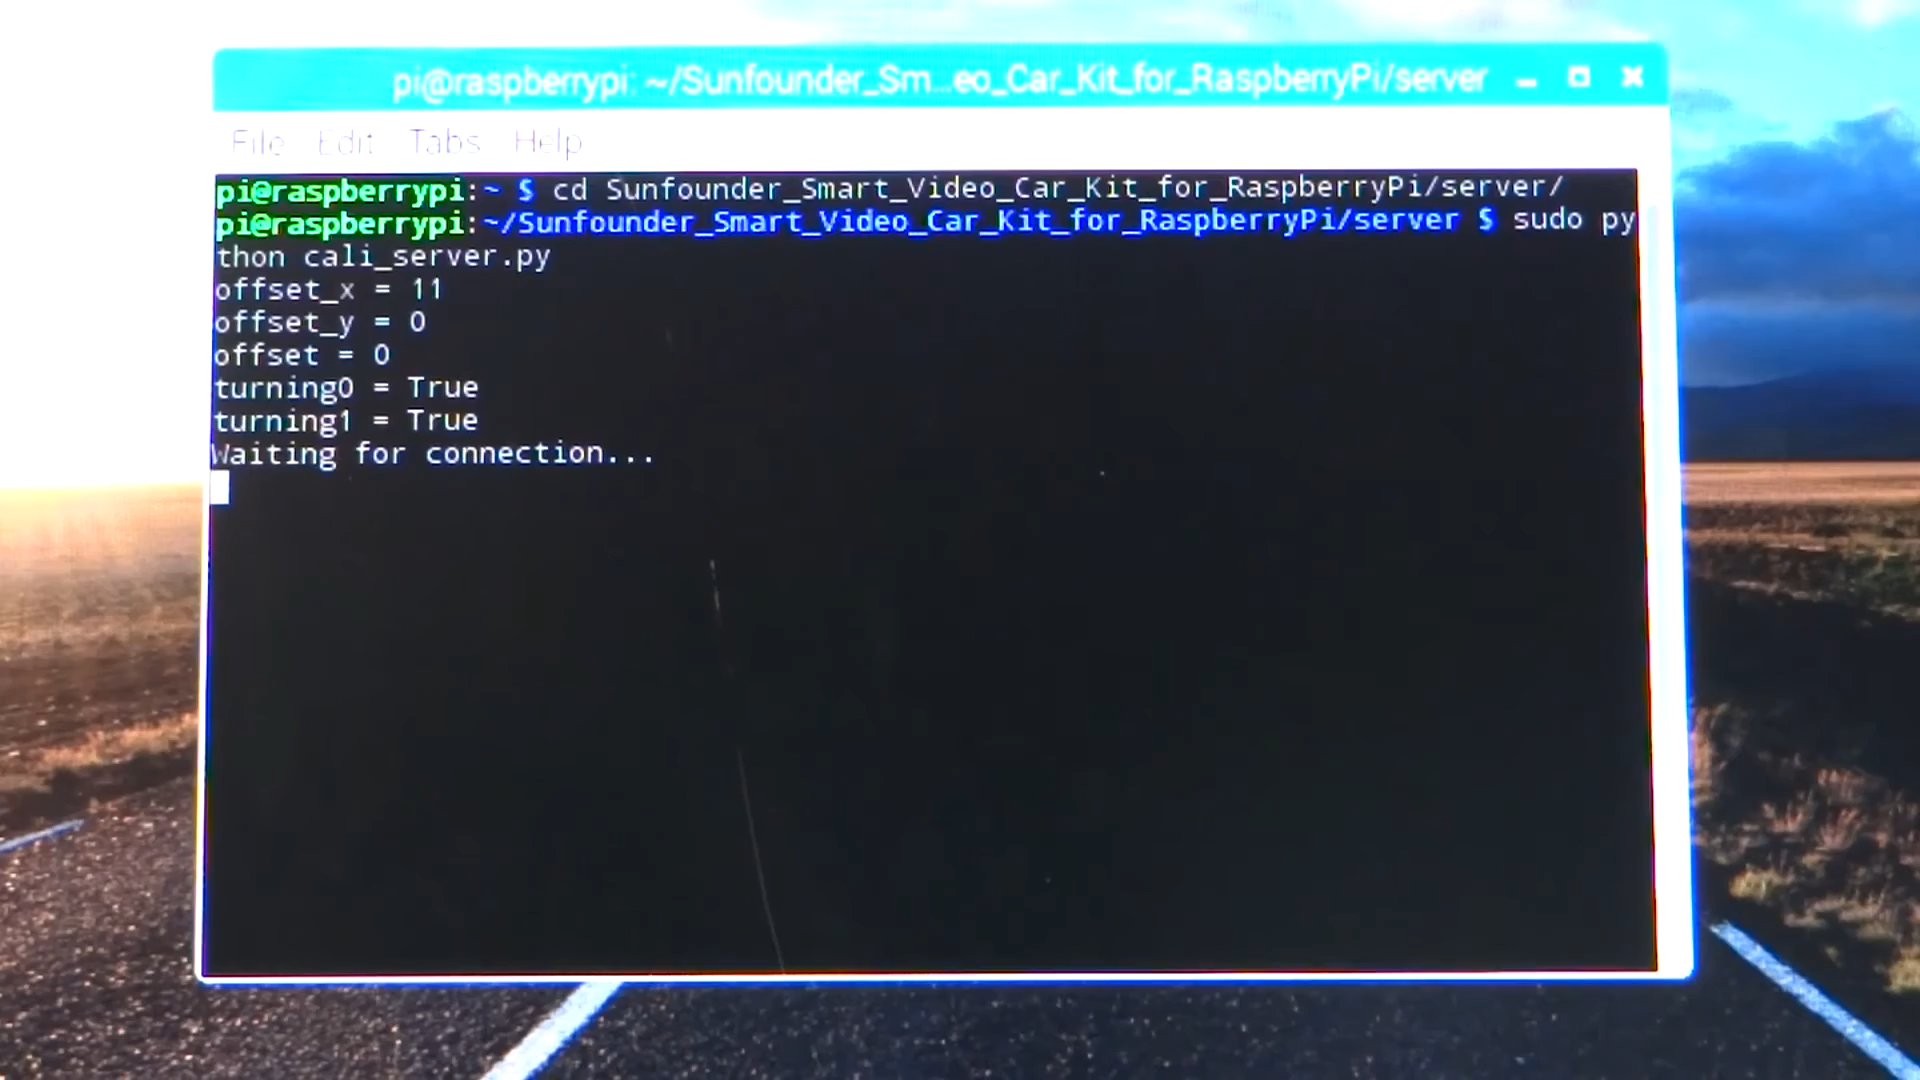 pi@raspberrypi: ~/Sunfounder_Sm...eo_Car_Kit_for_RaspberryPi/server
File Edit Tabs Help
pi@raspberrypi:~ $ cd Sunfounder_Smart_Video_Car_Kit_for_RaspberryPi/server/
pi@raspberrypi:~/Sunfounder_Smart_Video_Car_Kit_for_RaspberryPi/server $ sudo py
thon cali_server.py
offset_x = 11
offset_y = 0
offset = 0
turning0 = True
turning1 = True
Waiting for connection...